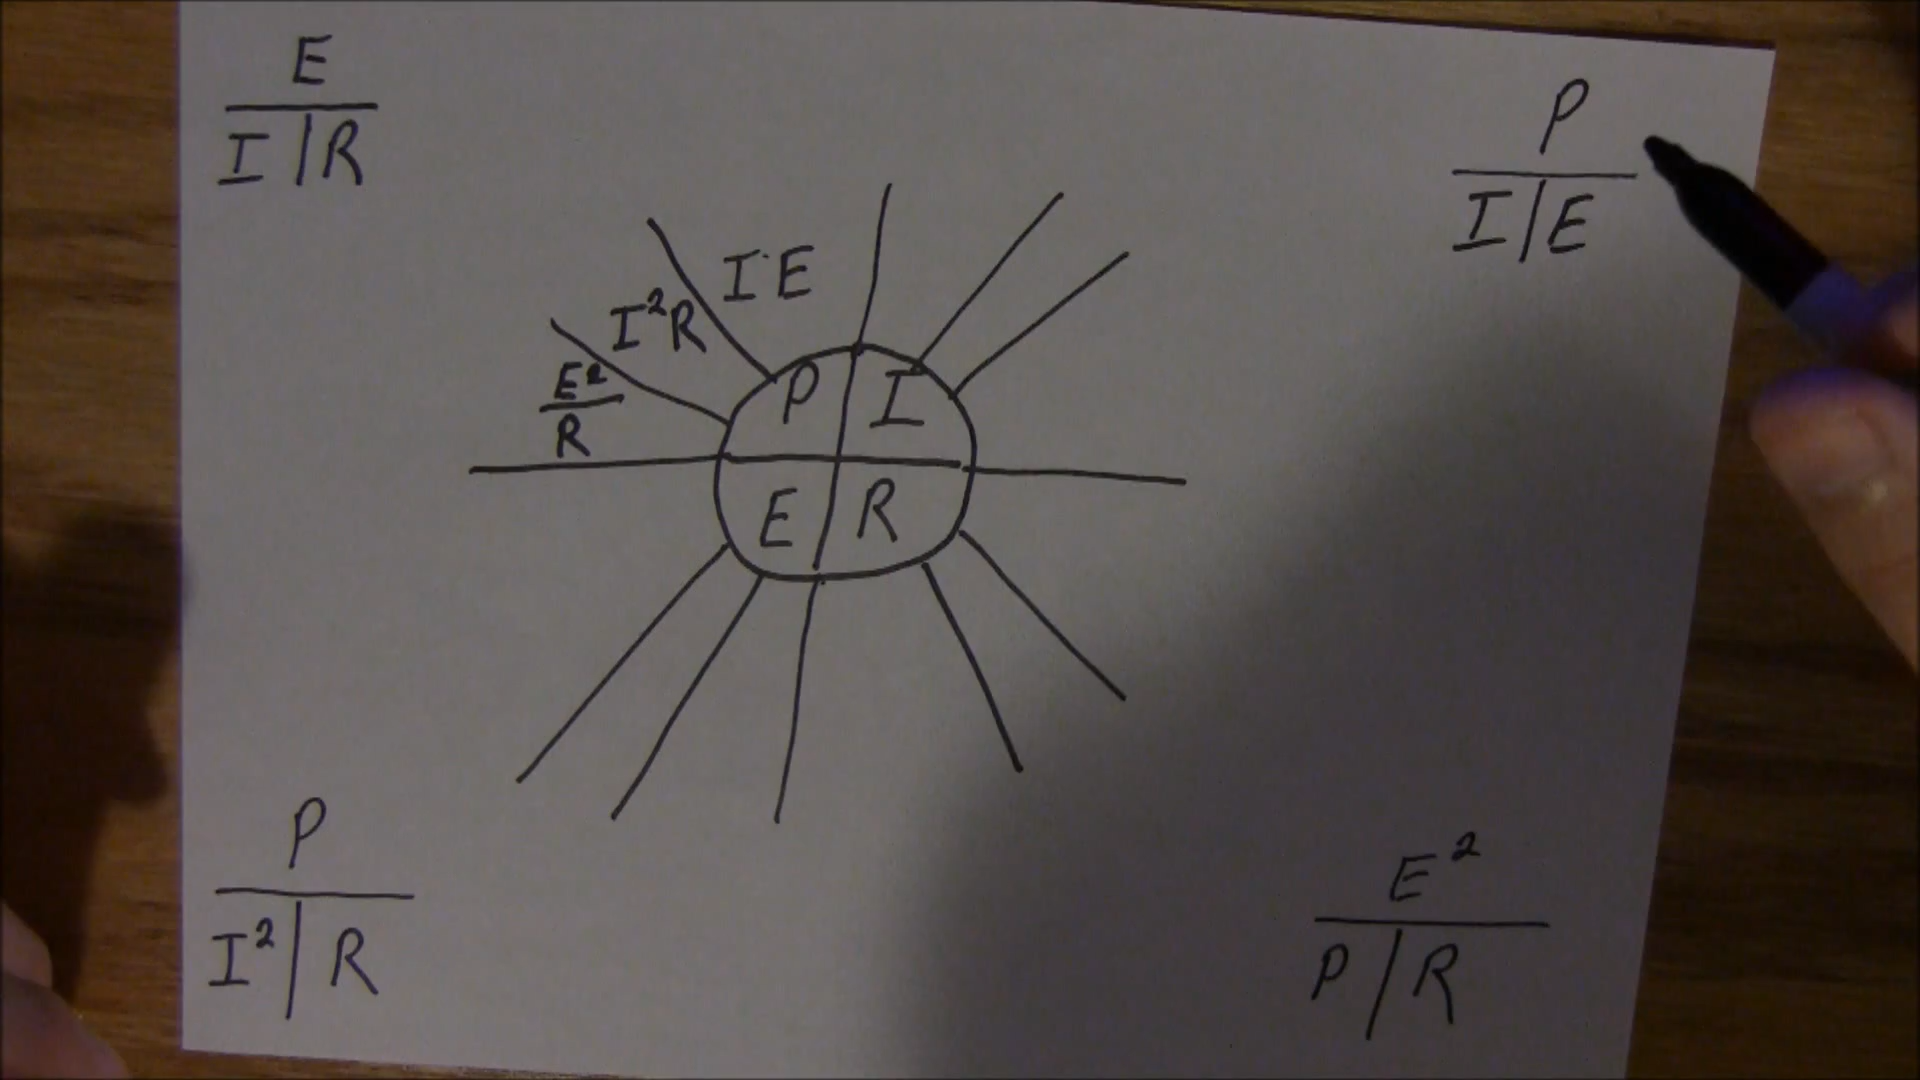 E
I | R
P
I | E
I E
I²R
E²
R
P I
E R
P
I² | R
E²
P / R